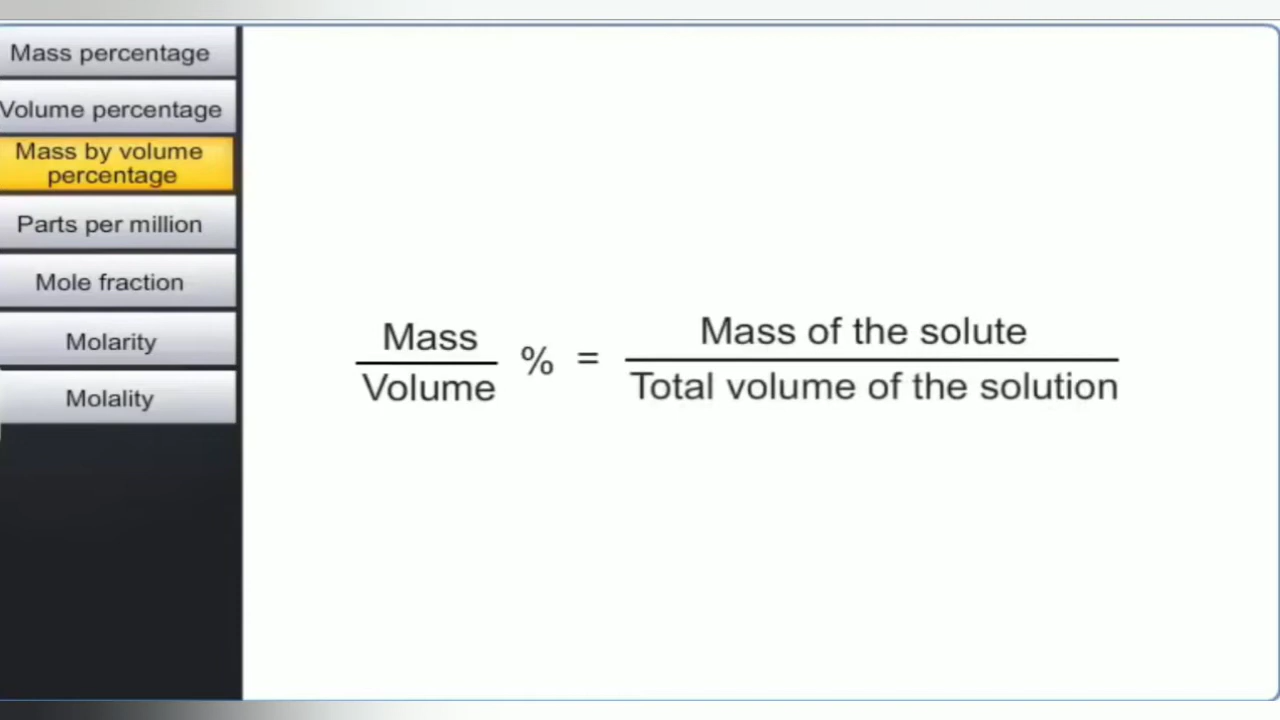 Mass percentage
Volume percentage
Mass by volume
percentage
Parts per million
Mole fraction
Molarity
Molality
Mass
Volume
% =
Mass of the solute
Total volume of the solution